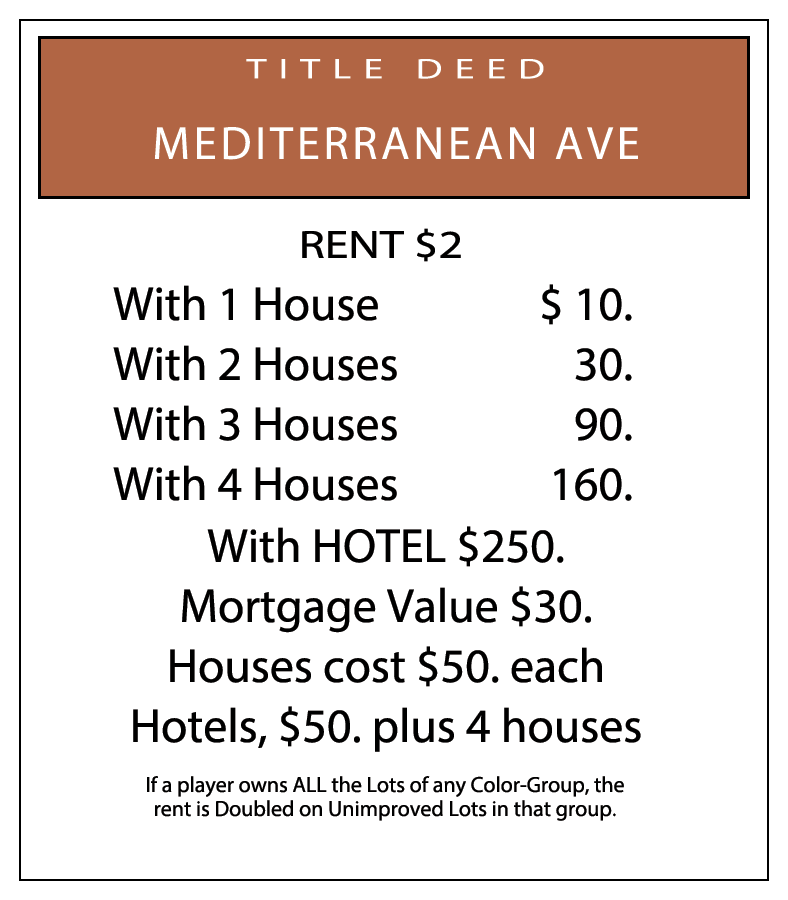 TITLE DEED
MEDITERRANEAN AVE
RENT $2
With 1 House $ 10.
With 2 Houses 30.
With 3 Houses 90.
With 4 Houses 160.
With HOTEL $250.
Mortgage Value $30.
Houses cost $50. each
Hotels, $50. plus 4 houses
If a player owns ALL the Lots of any Color-Group, the
rent is Doubled on Unimproved Lots in that group.